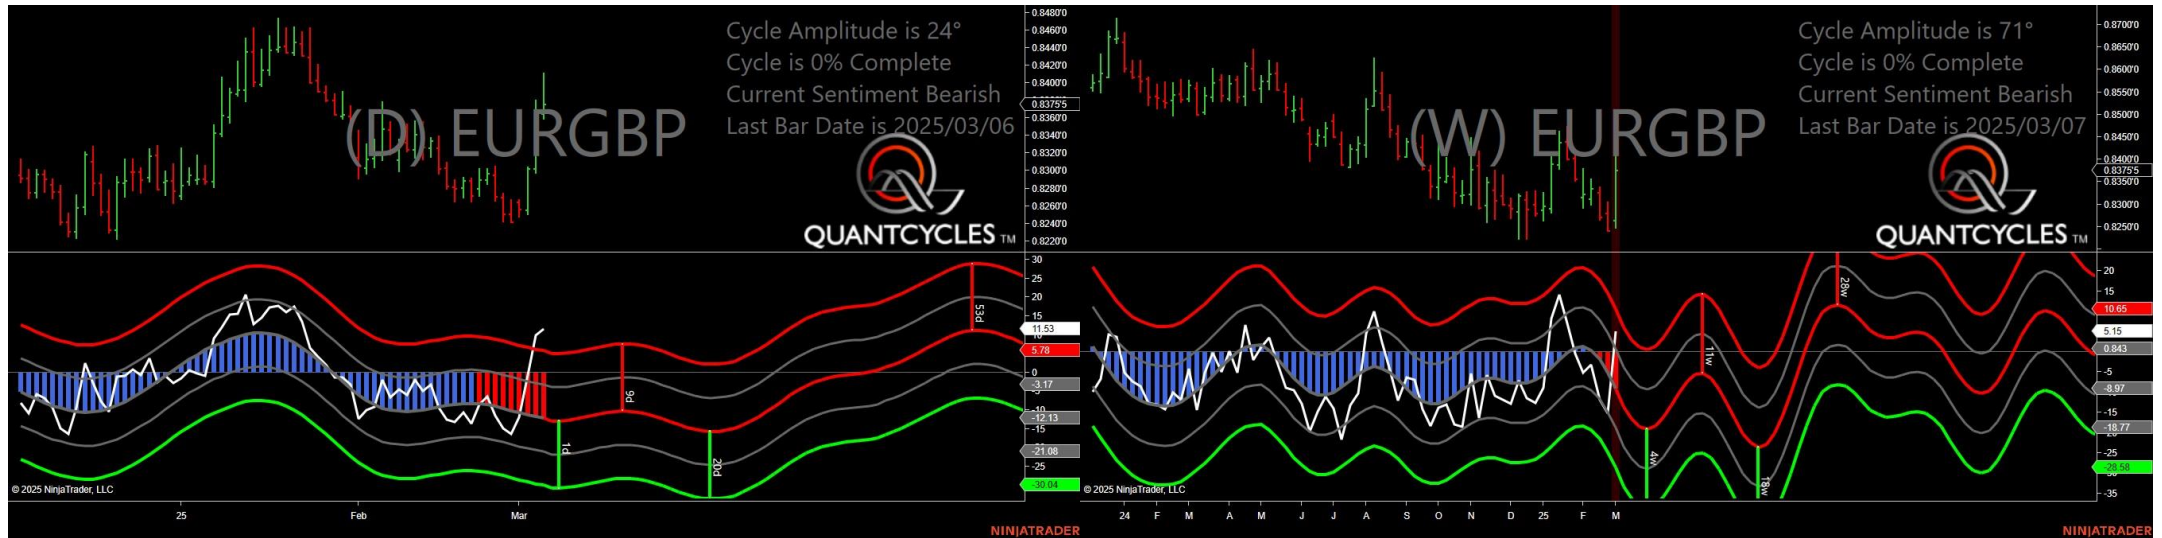 Cycle Amplitude is 24°
Cycle is 0% Complete
Current Sentiment Bearish
Last Bar Date is 2025/03/06
(D) EURGBP
QUANTCYCLES TM
0.8480'0
0.8460'0
0.8440'0
0.8420'0
0.8400'0
0.8375'5
0.8360'0
0.8340'0
0.8320'0
0.8300'0
0.8280'0
0.8260'0
0.8240'0
0.8220'0
30
25
20
15
11.53
5.78
0
-3.17
-12.13
-15
-21.08
-25
-30.04
53d
9d
1d
20d
© 2025 NinjaTrader, LLC
25
Feb
Mar
NINJATRADER
Cycle Amplitude is 71°
Cycle is 0% Complete
Current Sentiment Bearish
Last Bar Date is 2025/03/07
(W) EURGBP
QUANTCYCLES TM
0.8700'0
0.8650'0
0.8600'0
0.8550'0
0.8500'0
0.8450'0
0.8400'0
0.8375'5
0.8350'0
0.8300'0
0.8250'0
20
15
10.65
5.15
0.843
-5
-8.97
-15
-18.77
-28.58
-35
28w
11w
4w
18w
© 2025 NinjaTrader, LLC
24 F M A M J J A S O N D 25 F M
NINJATRADER